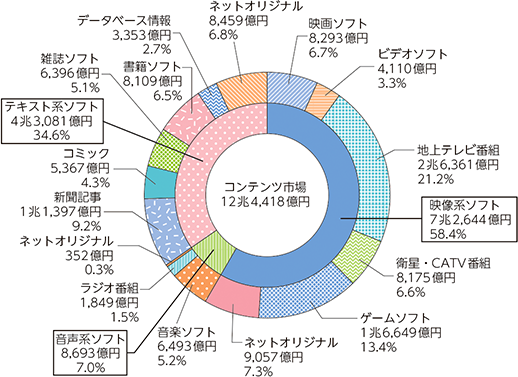 ネットオリジナル
8,459億円
6.8%
映画ソフト
8,293億円
6.7%
ビデオソフト
4,110億円
3.3%
地上テレビ番組
2兆6,361億円
21.2%
映像系ソフト
7兆2,644億円
58.4%
衛星・CATV番組
8,175億円
6.6%
ゲームソフト
1兆6,649億円
13.4%
ネットオリジナル
9,057億円
7.3%
音楽ソフト
6,493億円
5.2%
音声系ソフト
8,693億円
7.0%
ラジオ番組
1,849億円
1.5%
ネットオリジナル
352億円
0.3%
新聞記事
1兆1,397億円
9.2%
コミック
5,367億円
4.3%
テキスト系ソフト
4兆3,081億円
34.6%
雑誌ソフト
6,396億円
5.1%
書籍ソフト
8,109億円
6.5%
データベース情報
3,353億円
2.7%
コンテンツ市場
12兆4,418億円